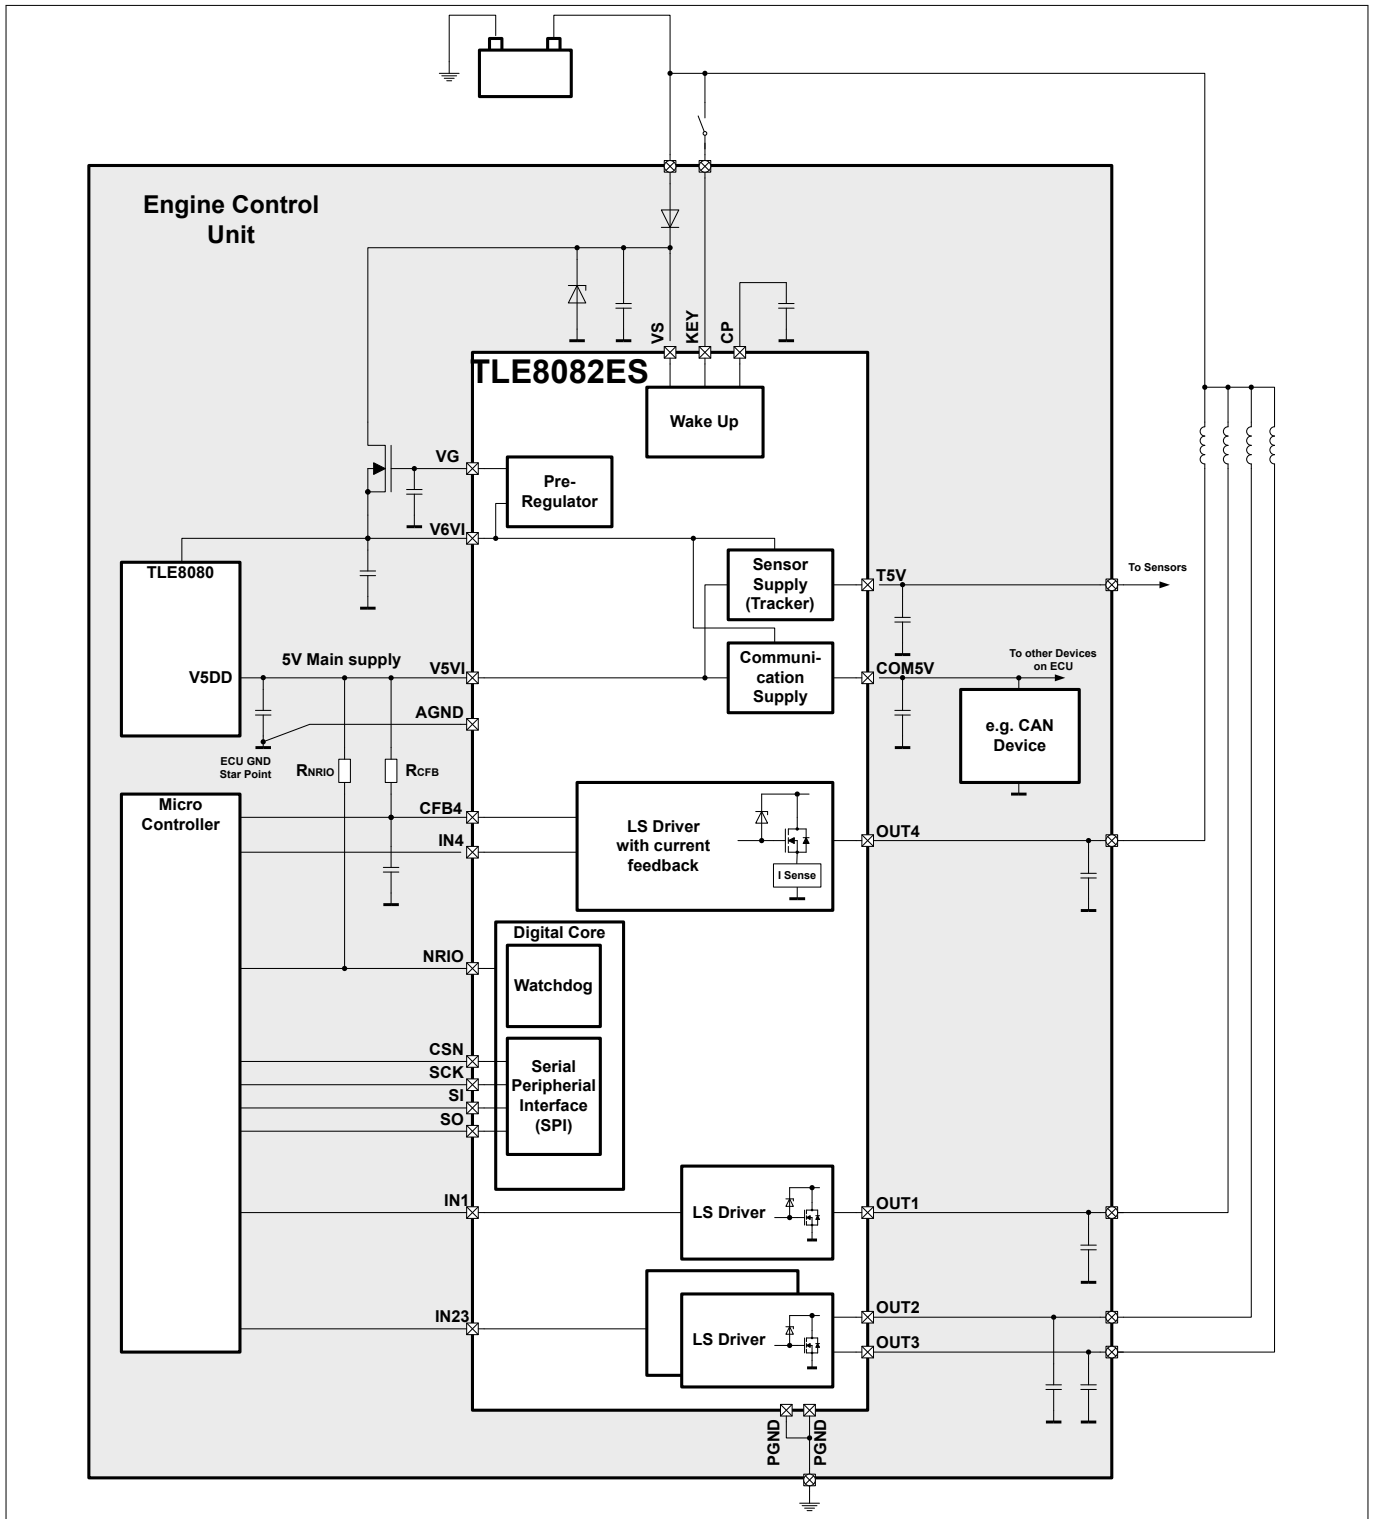 Engine Control
Unit
VS
KEY
CP
TLE8082ES
Wake Up
VG
Pre-
Regulator
V6VI
TLE8080
Sensor
Supply
(Tracker)
T5V
To Sensors
5V Main supply
V5DD
V5VI
Communi-
cation
Supply
COM5V
To other Devices
on ECU
AGND
e.g. CAN
Device
ECU GND
Star Point
RNRIO
RCFB
Micro
Controller
CFB4
IN4
LS Driver
with current
feedback
I Sense
OUT4
Digital Core
NRIO
Watchdog
CSN
SCK
SI
SO
Serial
Peripherial
Interface
(SPI)
IN1
LS Driver
OUT1
IN23
LS Driver
OUT2
OUT3
PGND
PGND